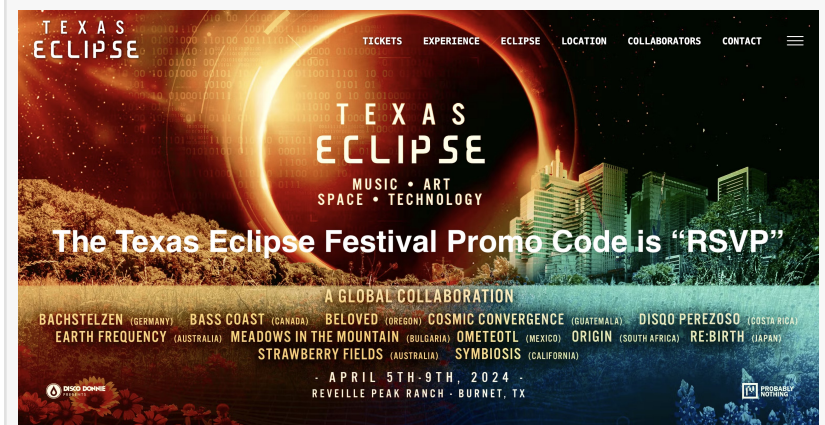 TEXAS
ECLIPSE
TICKETS EXPERIENCE ECLIPSE LOCATION COLLABORATORS CONTACT
TEXAS
ECLIPSE
MUSIC • ART
SPACE • TECHNOLOGY
The Texas Eclipse Festival Promo Code is “RSVP”
A GLOBAL COLLABORATION
BACHSTELZEN (GERMANY) BASS COAST (CANADA) BELOVED (OREGON) COSMIC CONVERGENCE (GUATEMALA) DISQO PEREZOSO (COSTA RICA)
EARTH FREQUENCY (AUSTRALIA) MEADOWS IN THE MOUNTAIN (BULGARIA) OMETEOTL (MEXICO) ORIGIN (SOUTH AFRICA) RE:BIRTH (JAPAN)
STRAWBERRY FIELDS (AUSTRALIA) SYMBIOSIS (CALIFORNIA)
- APRIL 5TH-9TH, 2024 -
REVEILLE PEAK RANCH - BURNET, TX
DISCO DONNIE
PRESENTS
PROBABLY
NOTHING